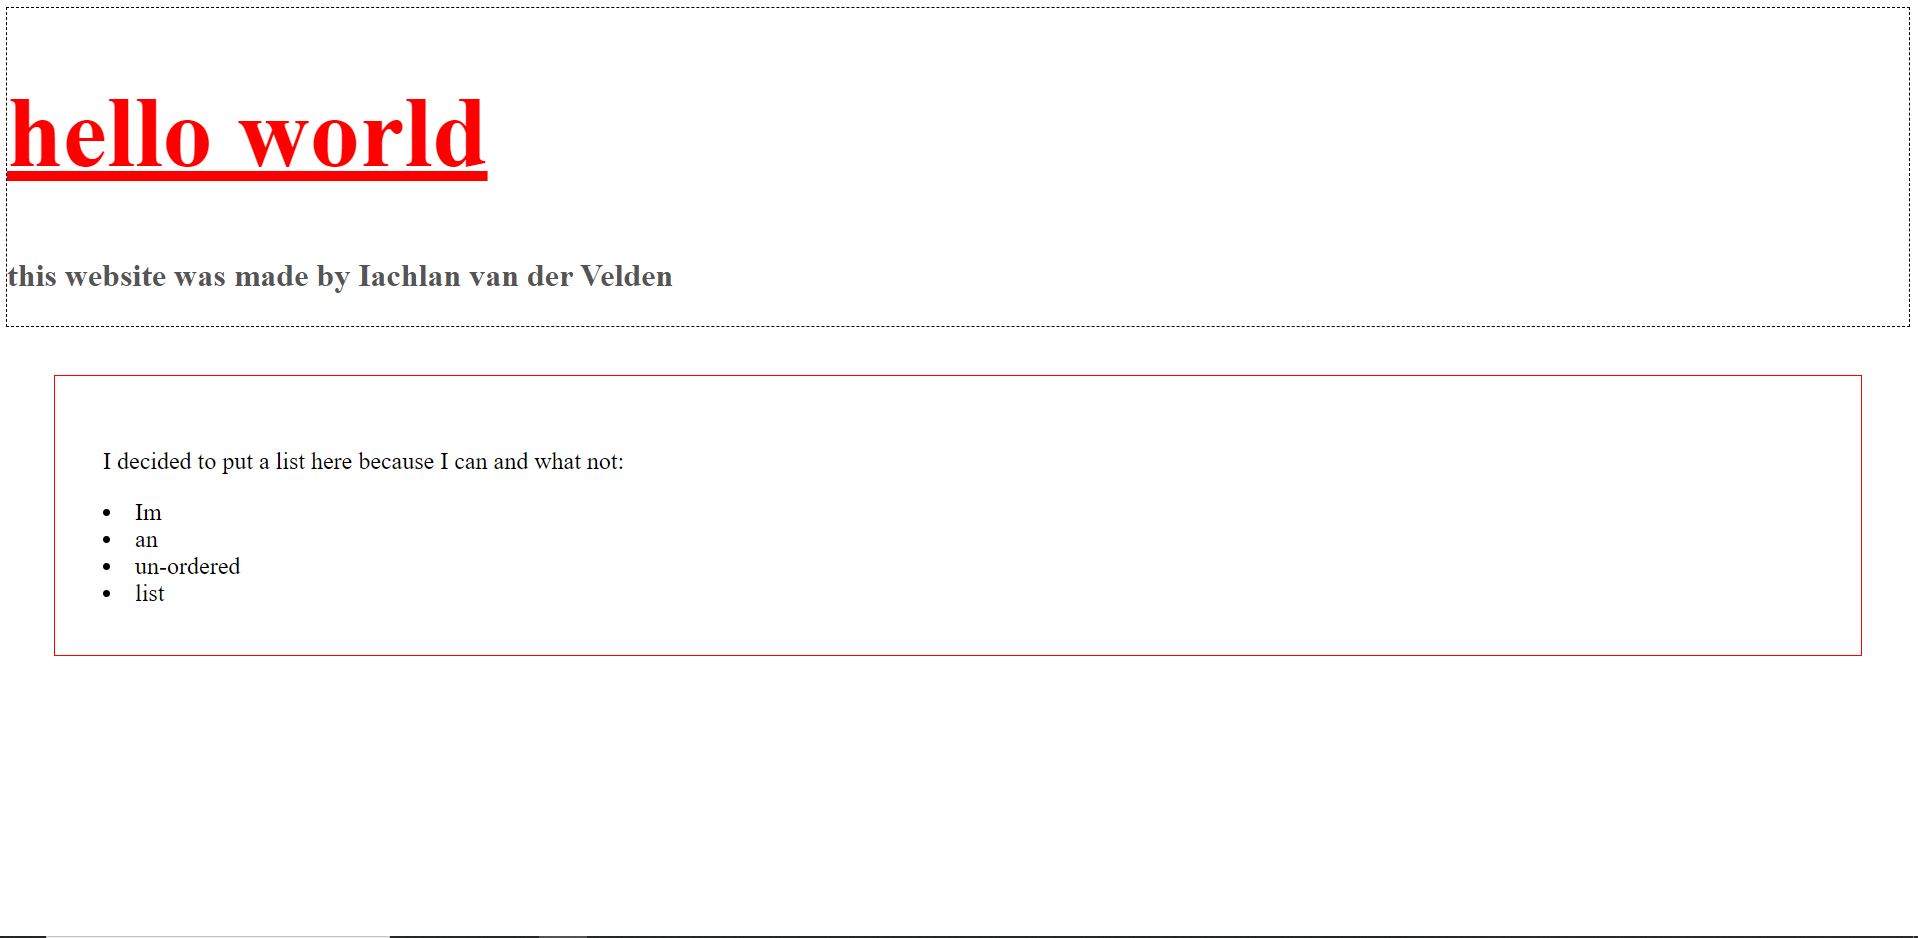 hello world
this website was made by Iachlan van der Velden
I decided to put a list here because I can and what not:
Im
an
un-ordered
list